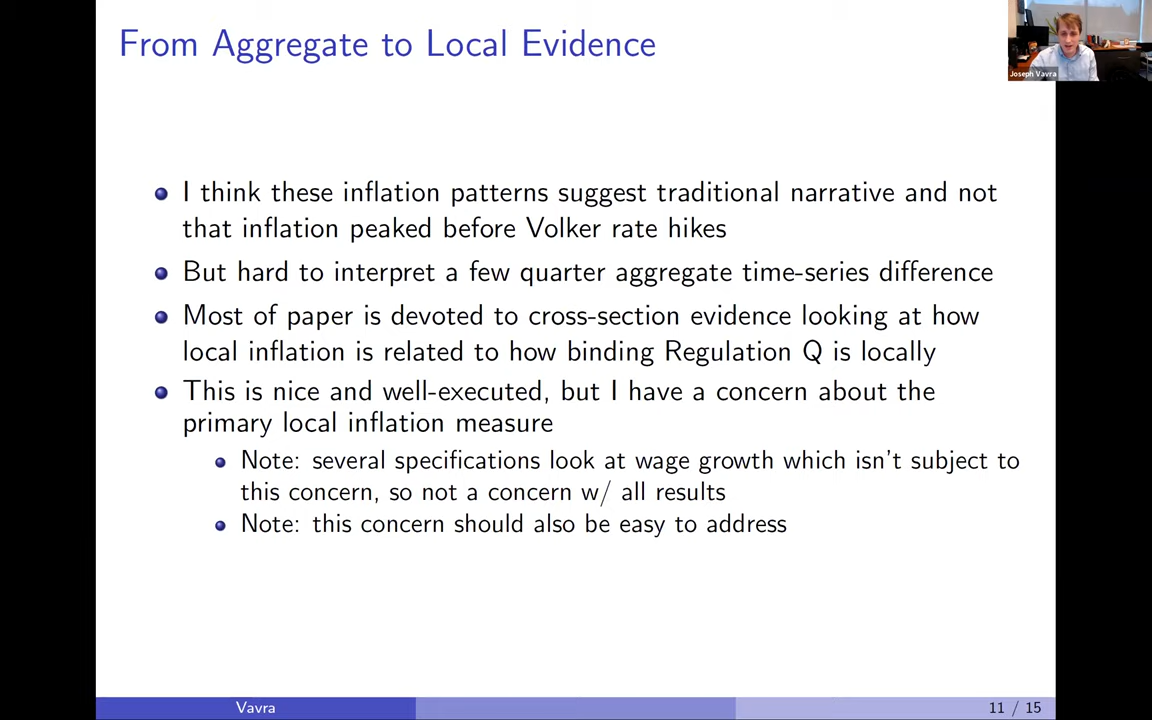 From Aggregate to Local Evidence
Joseph Vavra
I think these inflation patterns suggest traditional narrative and not
that inflation peaked before Volker rate hikes
But hard to interpret a few quarter aggregate time-series difference
Most of paper is devoted to cross-section evidence looking at how
local inflation is related to how binding Regulation Q is locally
This is nice and well-executed, but I have a concern about the
primary local inflation measure
Note: several specifications look at wage growth which isn't subject to
this concern, so not a concern w/ all results
Note: this concern should also be easy to address
Vavra
11 / 15